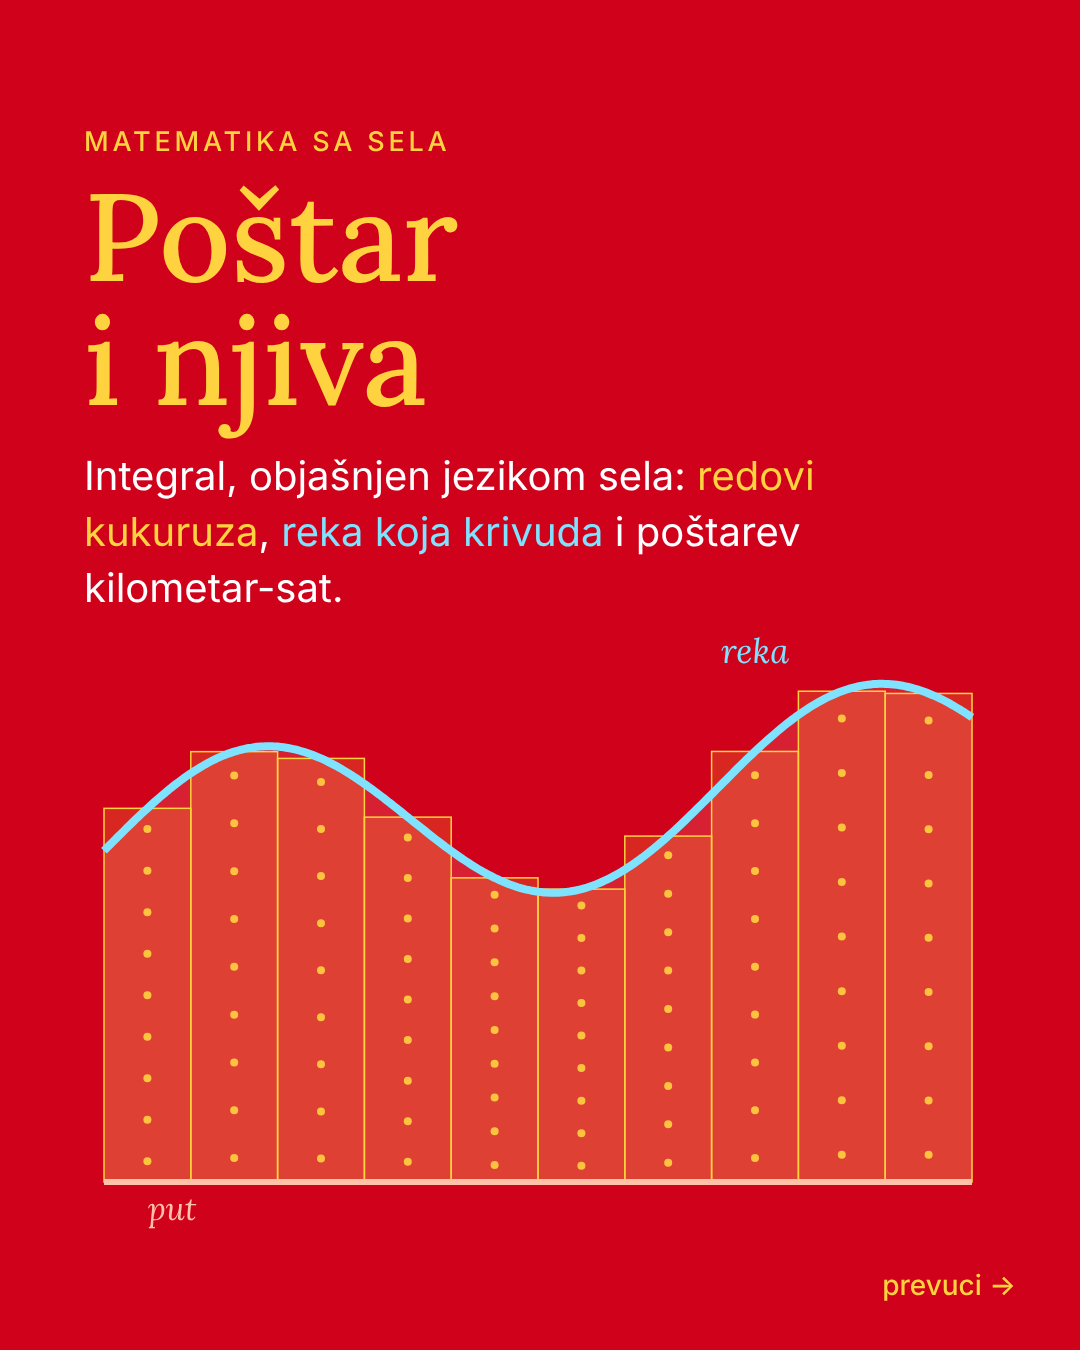 MATEMATIKA SA SELA
Poštar
i njiva
Integral, objašnjen jezikom sela: redovi
kukuruza, reka koja krivuda i poštarev
kilometar-sat.
reka
put
prevuci →